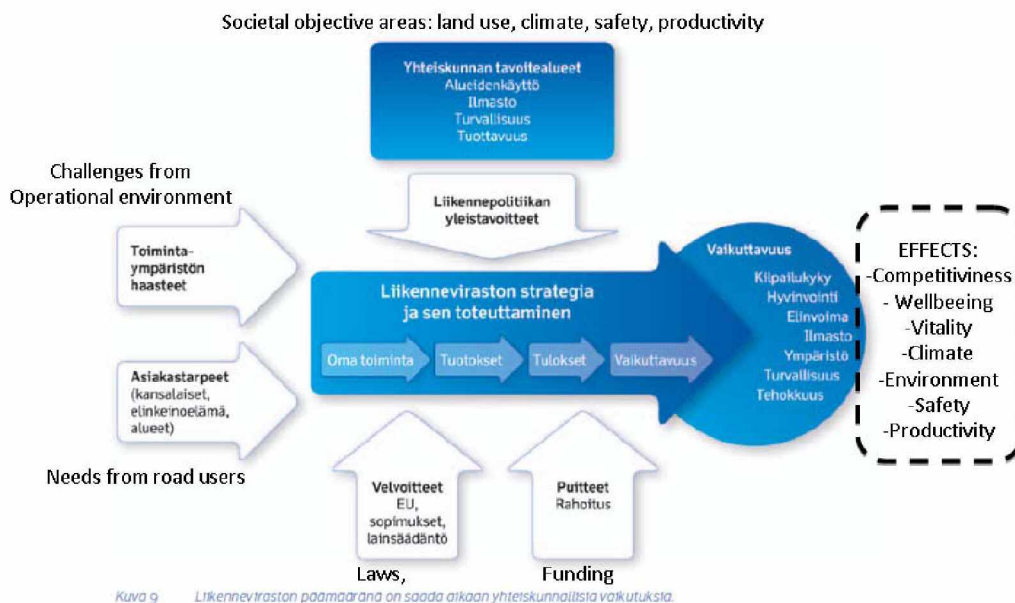 Societal objective areas: land use, climate, safety, productivity
Yhteiskunnan tavoitealueet
Alueidenkäyttö
Ilmasto
Turvallisuus
Tuottavuus
Challenges from
Operational environment
Liikennepolitiikan
yleistavoitteet
Toiminta-
ympäristön
haasteet
Liikenneviraston strategia
ja sen toteuttaminen
Oma toiminta
Tuotokset
Tulokset
Vaikuttavuus
Vaikuttavuus
Kilpailukyky
Hyvinvointi
Elinvoima
Ilmasto
Ympäristö
Turvallisuus
Tehokkuus
EFFECTS:
-Competitiviness
- Wellbeeing
-Vitality
-Climate
-Environment
-Safety
-Productivity
Asiakastarpeet
(kansalaiset,
elinkeinoelämä,
alueet)
Needs from road users
Velvoitteet
EU,
sopimukset,
lainsäädäntö
Puitteet
Rahoitus
Laws,
Funding
Kuva 9 Liikenneviraston päämääränä on saada aikaan yhteiskunnallisia vaikutuksia.